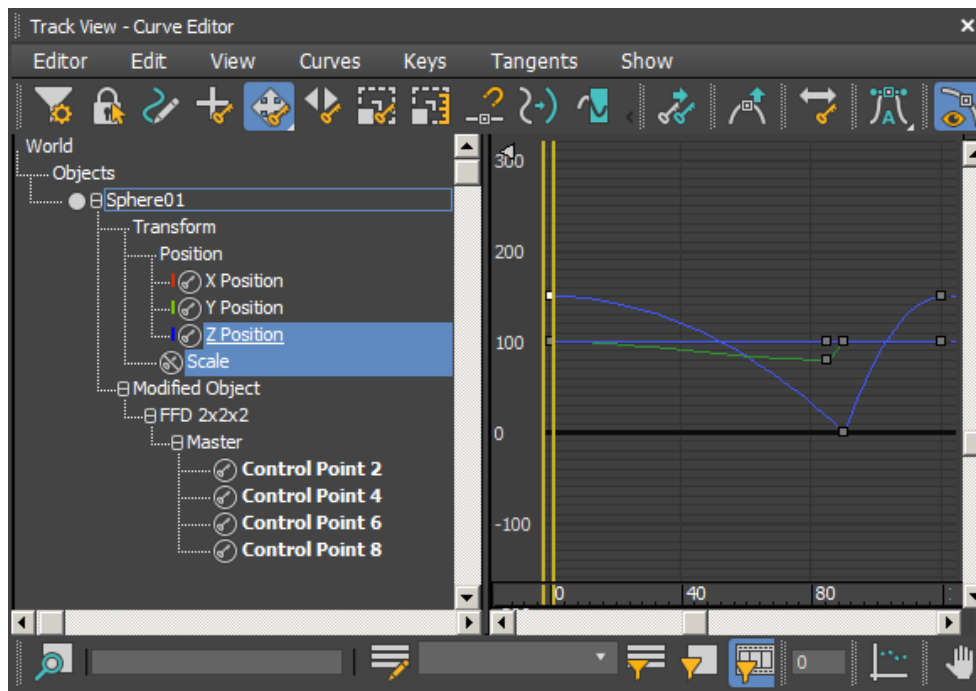 Track View - Curve Editor
Editor Edit View Curves Keys Tangents Show
A
World
Objects
Sphere01
Transform
Position
X Position
Y Position
Z Position
Scale
Modified Object
FFD 2x2x2
Master
Control Point 2
Control Point 4
Control Point 6
Control Point 8
300
200
100
0
-100
0 40 80
0